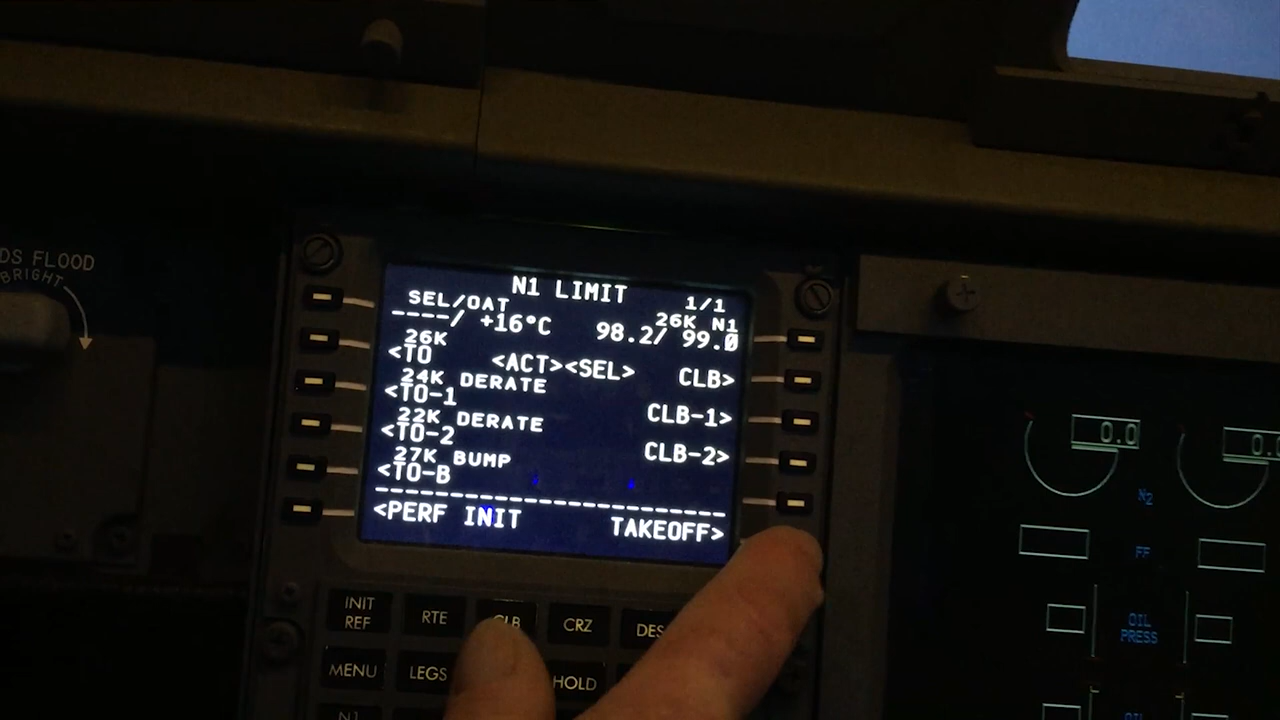 DS FLOOD
BRIGHT
N1 LIMIT 1/1
SEL/OAT 26K N1
----/ +16°C 98.2/ 99.0
26K
<TO <ACT><SEL> CLB>
24K DERATE
<TO-1 CLB-1>
22K DERATE
<TO-2 CLB-2>
27K BUMP
<TO-B
--------------------------
<PERF INIT TAKEOFF>
INIT REF
RTE
CLB
CRZ
DES
MENU
LEGS
HOLD
N1
0.0
0.
N2
FF
OIL
PRESS
OIL